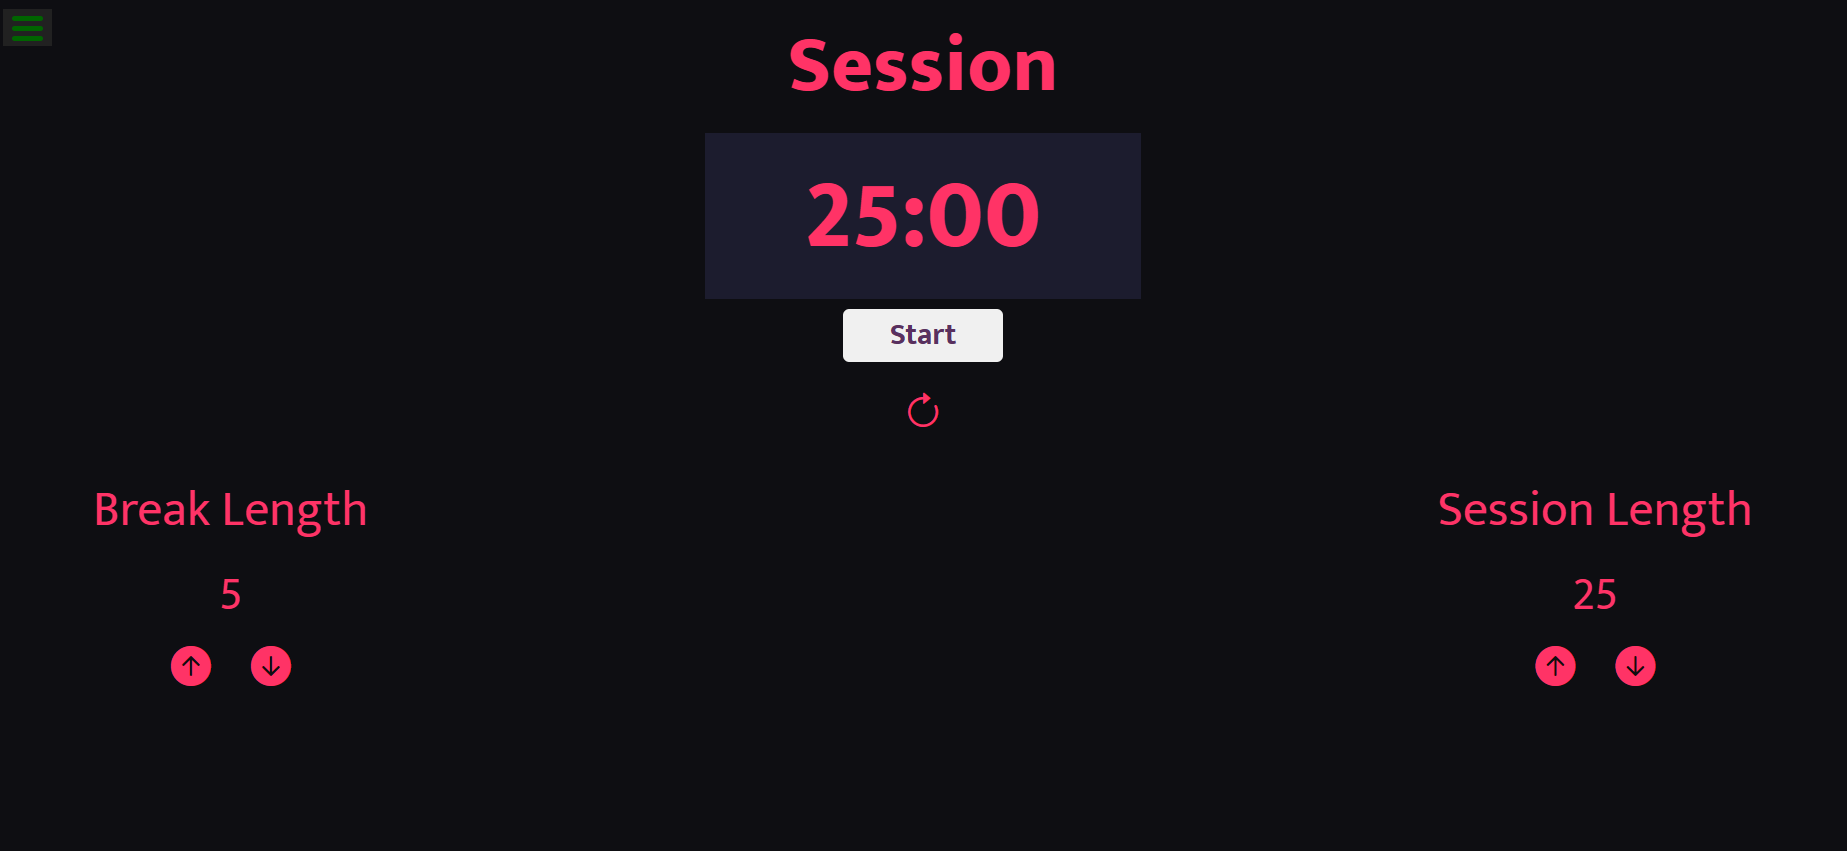 Session
25:00
Start
Break Length
5
Session Length
25